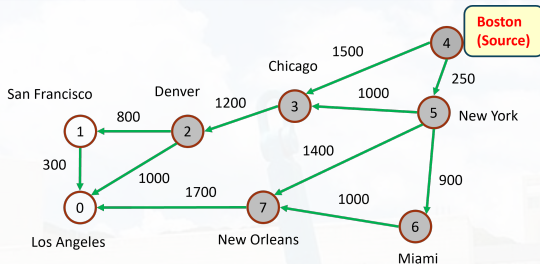 Boston
(Source)
4
1500
250
Chicago
3
1000
5
New York
San Francisco
Denver
1200
1
800
2
300
1000
1400
900
0
1700
7
1000
6
Los Angeles
New Orleans
Miami